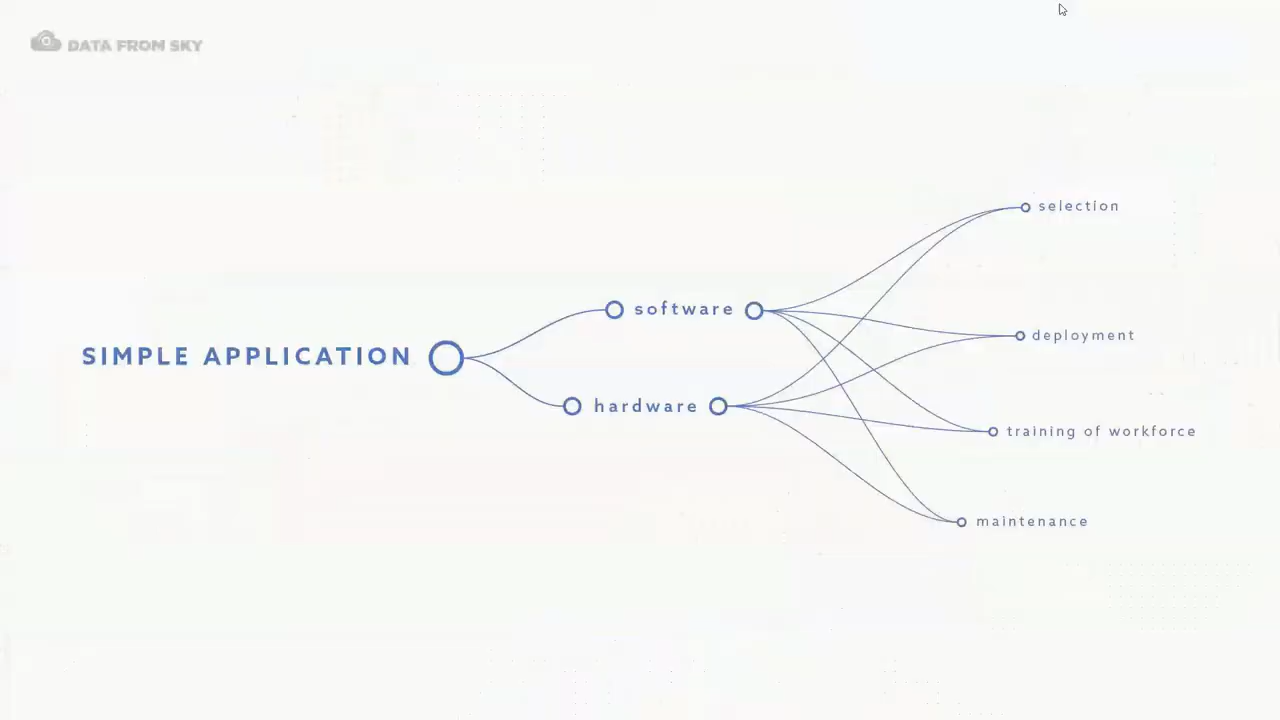 DATA FROM SKY
selection
software
deployment
SIMPLE APPLICATION
hardware
training of workforce
maintenance